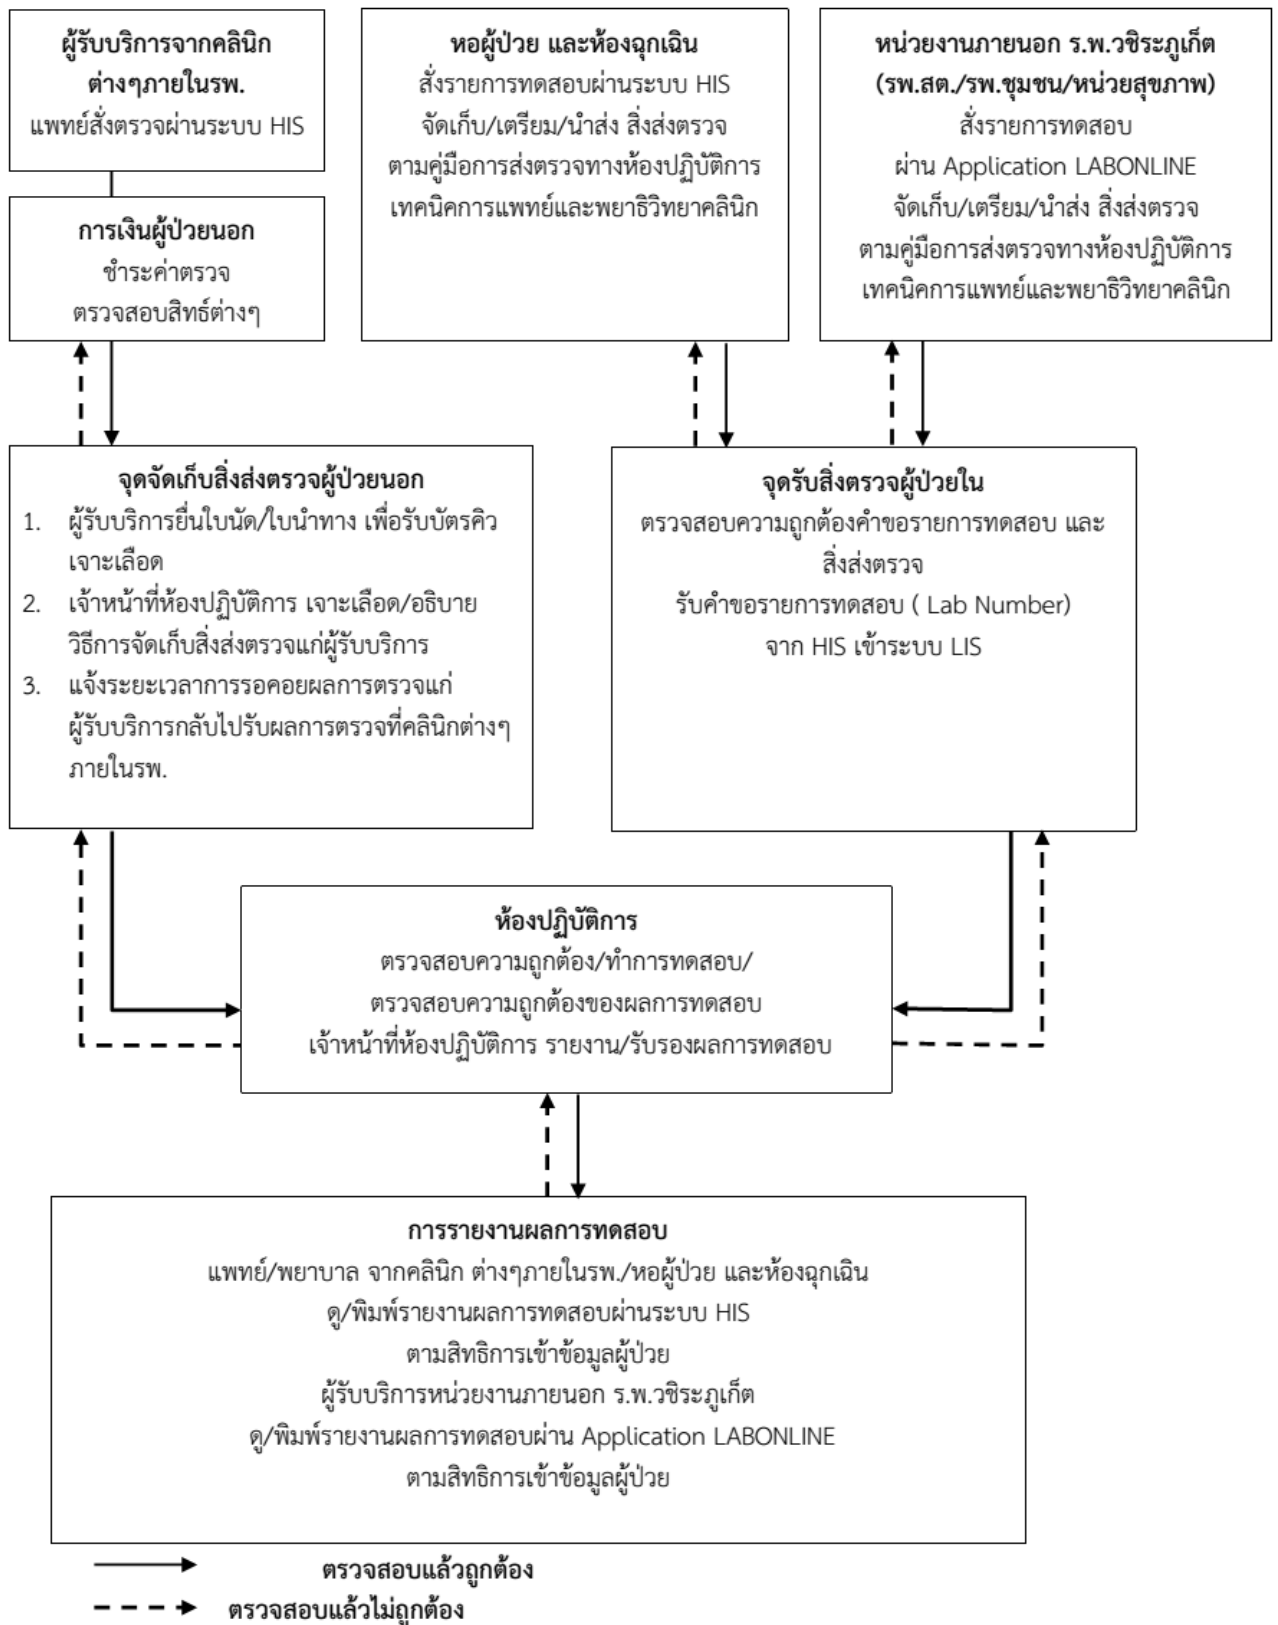 ผู้รับบริการจากคลินิก
ต่างๆภายในรพ.
แพทย์สั่งตรวจผ่านระบบ HIS
การเงินผู้ป่วยนอก
ชำระค่าตรวจ
ตรวจสอบสิทธ์ต่างๆ
หอผู้ป่วย และห้องฉุกเฉิน
สั่งรายการทดสอบผ่านระบบ HIS
จัดเก็บ/เตรียม/นำส่ง สิ่งส่งตรวจ
ตามคู่มือการส่งตรวจทางห้องปฏิบัติการ
เทคนิคการแพทย์และพยาธิวิทยาคลินิก
หน่วยงานภายนอก ร.พ.วชิระภูเก็ต
(รพ.สต./รพ.ชุมชน/หน่วยสุขภาพ)
สั่งรายการทดสอบ
ผ่าน Application LABONLINE
จัดเก็บ/เตรียม/นำส่ง สิ่งส่งตรวจ
ตามคู่มือการส่งตรวจทางห้องปฏิบัติการ
เทคนิคการแพทย์และพยาธิวิทยาคลินิก
จุดจัดเก็บสิ่งส่งตรวจผู้ป่วยนอก
1. ผู้รับบริการยื่นใบนัด/ใบนำทาง เพื่อรับบัตรคิว
เจาะเลือด
2. เจ้าหน้าที่ห้องปฏิบัติการ เจาะเลือด/อธิบาย
วิธีการจัดเก็บสิ่งส่งตรวจแก่ผู้รับบริการ
3. แจ้งระยะเวลาการรอคอยผลการตรวจแก่
ผู้รับบริการกลับไปรับผลการตรวจที่คลินิกต่างๆ
ภายในรพ.
จุดรับสิ่งตรวจผู้ป่วยใน
ตรวจสอบความถูกต้องคำขอรายการทดสอบ และ
สิ่งส่งตรวจ
รับคำขอรายการทดสอบ ( Lab Number)
จาก HIS เข้าระบบ LIS
ห้องปฏิบัติการ
ตรวจสอบความถูกต้อง/ทำการทดสอบ/
ตรวจสอบความถูกต้องของผลการทดสอบ
เจ้าหน้าที่ห้องปฏิบัติการ รายงาน/รับรองผลการทดสอบ
การรายงานผลการทดสอบ
แพทย์/พยาบาล จากคลินิก ต่างๆภายในรพ./หอผู้ป่วย และห้องฉุกเฉิน
ดู/พิมพ์รายงานผลการทดสอบผ่านระบบ HIS
ตามสิทธิการเข้าข้อมูลผู้ป่วย
ผู้รับบริการหน่วยงานภายนอก ร.พ.วชิระภูเก็ต
ดู/พิมพ์รายงานผลการทดสอบผ่าน Application LABONLINE
ตามสิทธิการเข้าข้อมูลผู้ป่วย
ตรวจสอบแล้วถูกต้อง
ตรวจสอบแล้วไม่ถูกต้อง